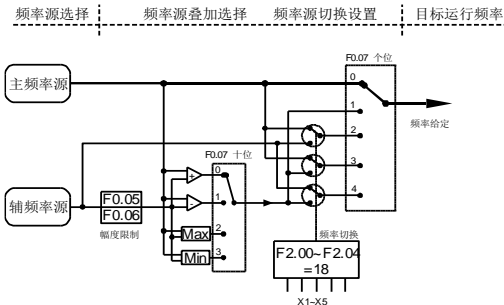 频率源选择 频率源叠加选择 频率源切换设置 目标运行频率
F0.07 个位
主频率源
0
1
频率给定
2
F0.07 十位
3
0
+
4
辅频率源
F0.05
F0.06
-
1
幅度限制
Max
2
频率切换
Min
3
F2.00~F2.04
=18
X1~X5